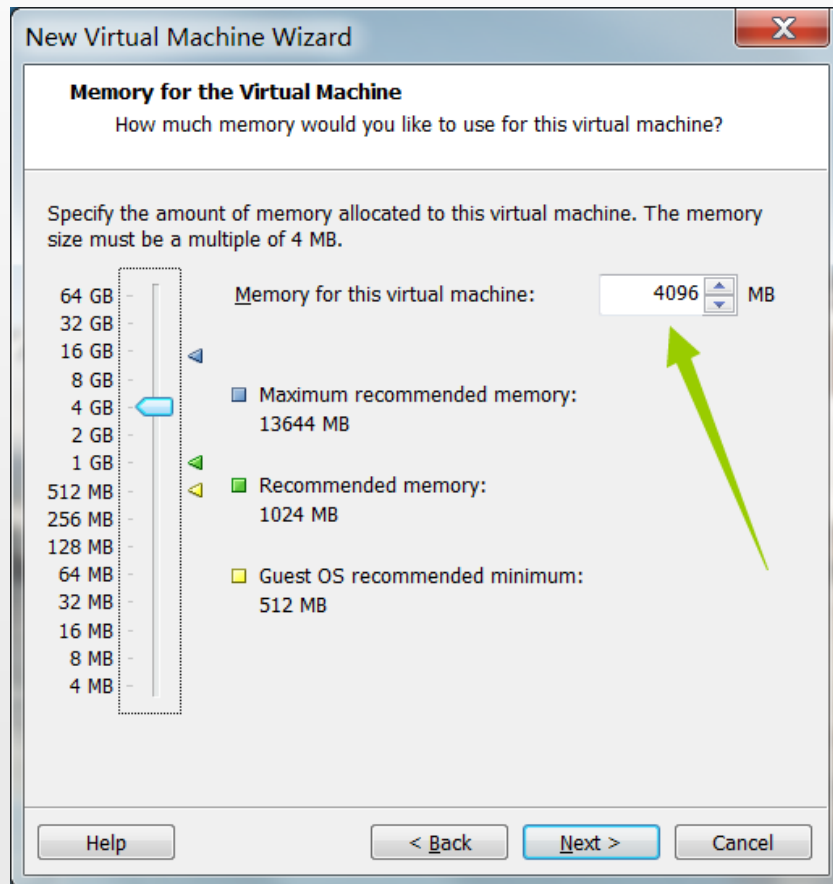 New Virtual Machine Wizard
Memory for the Virtual Machine
How much memory would you like to use for this virtual machine?
Specify the amount of memory allocated to this virtual machine. The memory
size must be a multiple of 4 MB.
64 GB
Memory for this virtual machine: 4096 MB
32 GB
16 GB
8 GB
Maximum recommended memory:
4 GB
13644 MB
2 GB
1 GB
Recommended memory:
512 MB
1024 MB
256 MB
128 MB
64 MB
Guest OS recommended minimum:
32 MB
512 MB
16 MB
8 MB
4 MB
Help
< Back
Next >
Cancel